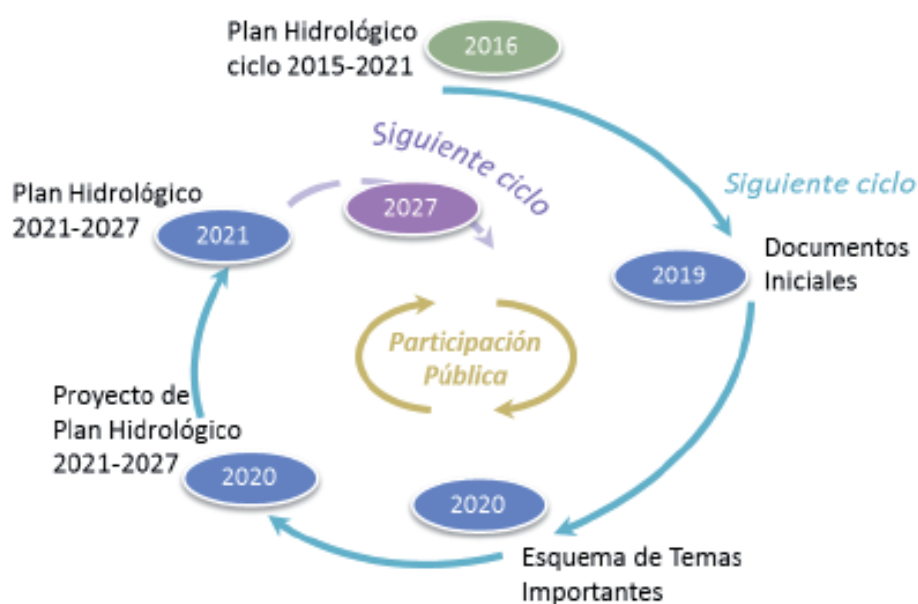 Plan Hidrológico
ciclo 2015-2021
2016
Siguiente ciclo
Documentos
Iniciales
2019
Esquema de Temas
Importantes
2020
Proyecto de
Plan Hidrológico
2021-2027
2020
Plan Hidrológico
2021-2027
2021
Siguiente ciclo
2027
Participación
Pública